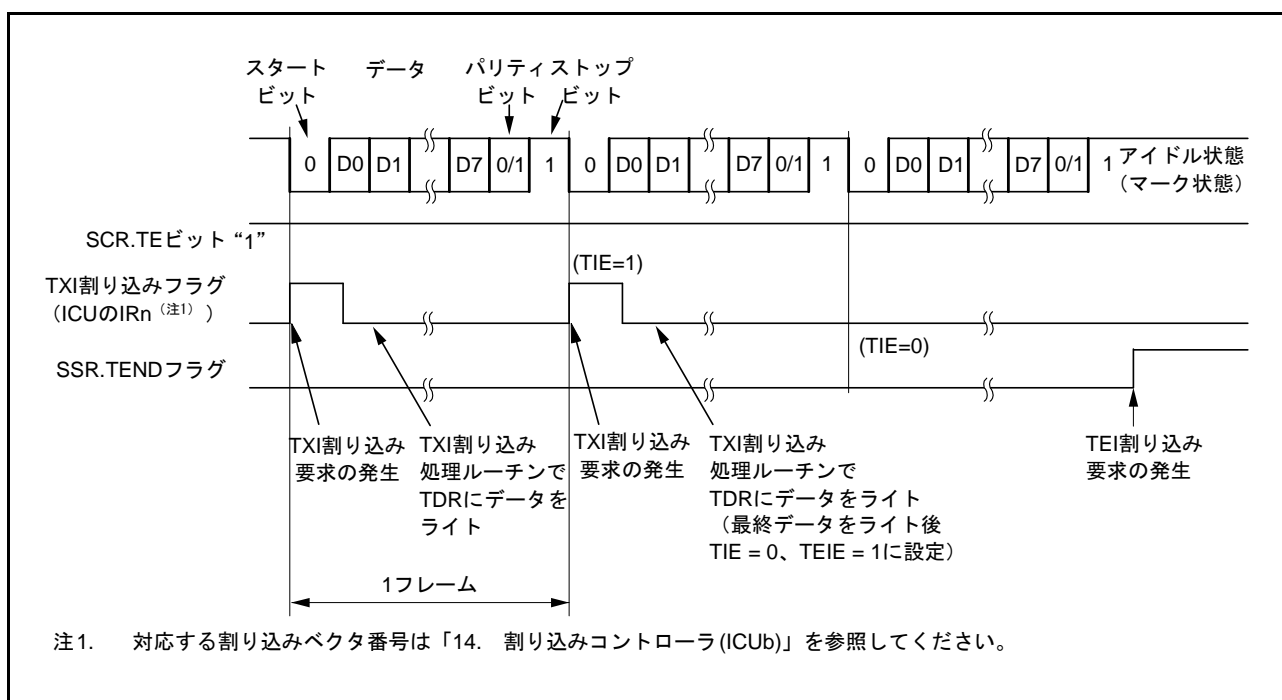 スタート
ビット
データ
パリティ
ビット
ストップ
ビット
0 D0 D1 D7 0/1 1 0 D0 D1 D7 0/1 1 0 D0 D1 D7 0/1 1
アイドル状態
（マーク状態）
SCR.TEビット “1”
TXI割り込みフラグ
（ICUのIRn（注1））
(TIE=1)
(TIE=0)
SSR.TENDフラグ
TXI割り込み
要求の発生
TXI割り込み
処理ルーチンで
TDRにデータを
ライト
TXI割り込み
要求の発生
TXI割り込み
処理ルーチンで
TDRにデータをライト
（最終データをライト後
TIE = 0、TEIE = 1に設定）
TEI割り込み
要求の発生
1フレーム
注1. 対応する割り込みベクタ番号は「14. 割り込みコントローラ(ICUb)」を参照してください。